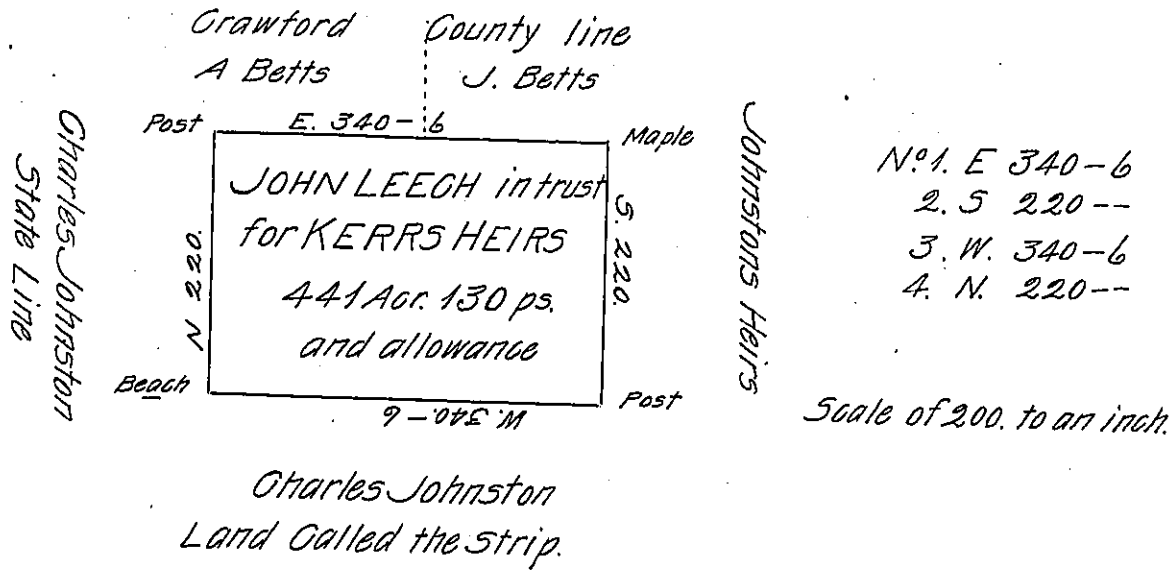 Crawford County line
A Betts J. Betts
Post E. 340-6 Maple
Charles Johnston
State Line
N 220.
JOHN LEECH in trust
for KERRS HEIRS
441 Acr. 130 ps.
and allowance
S. 220.
Johnstons Heirs
Beach W. 340-6 Post
Charles Johnston
Land Called the Strip.
No. 1. E 340-6
2. S 220--
3. W. 340-6
4. N. 220--
Scale of 200. to an inch.